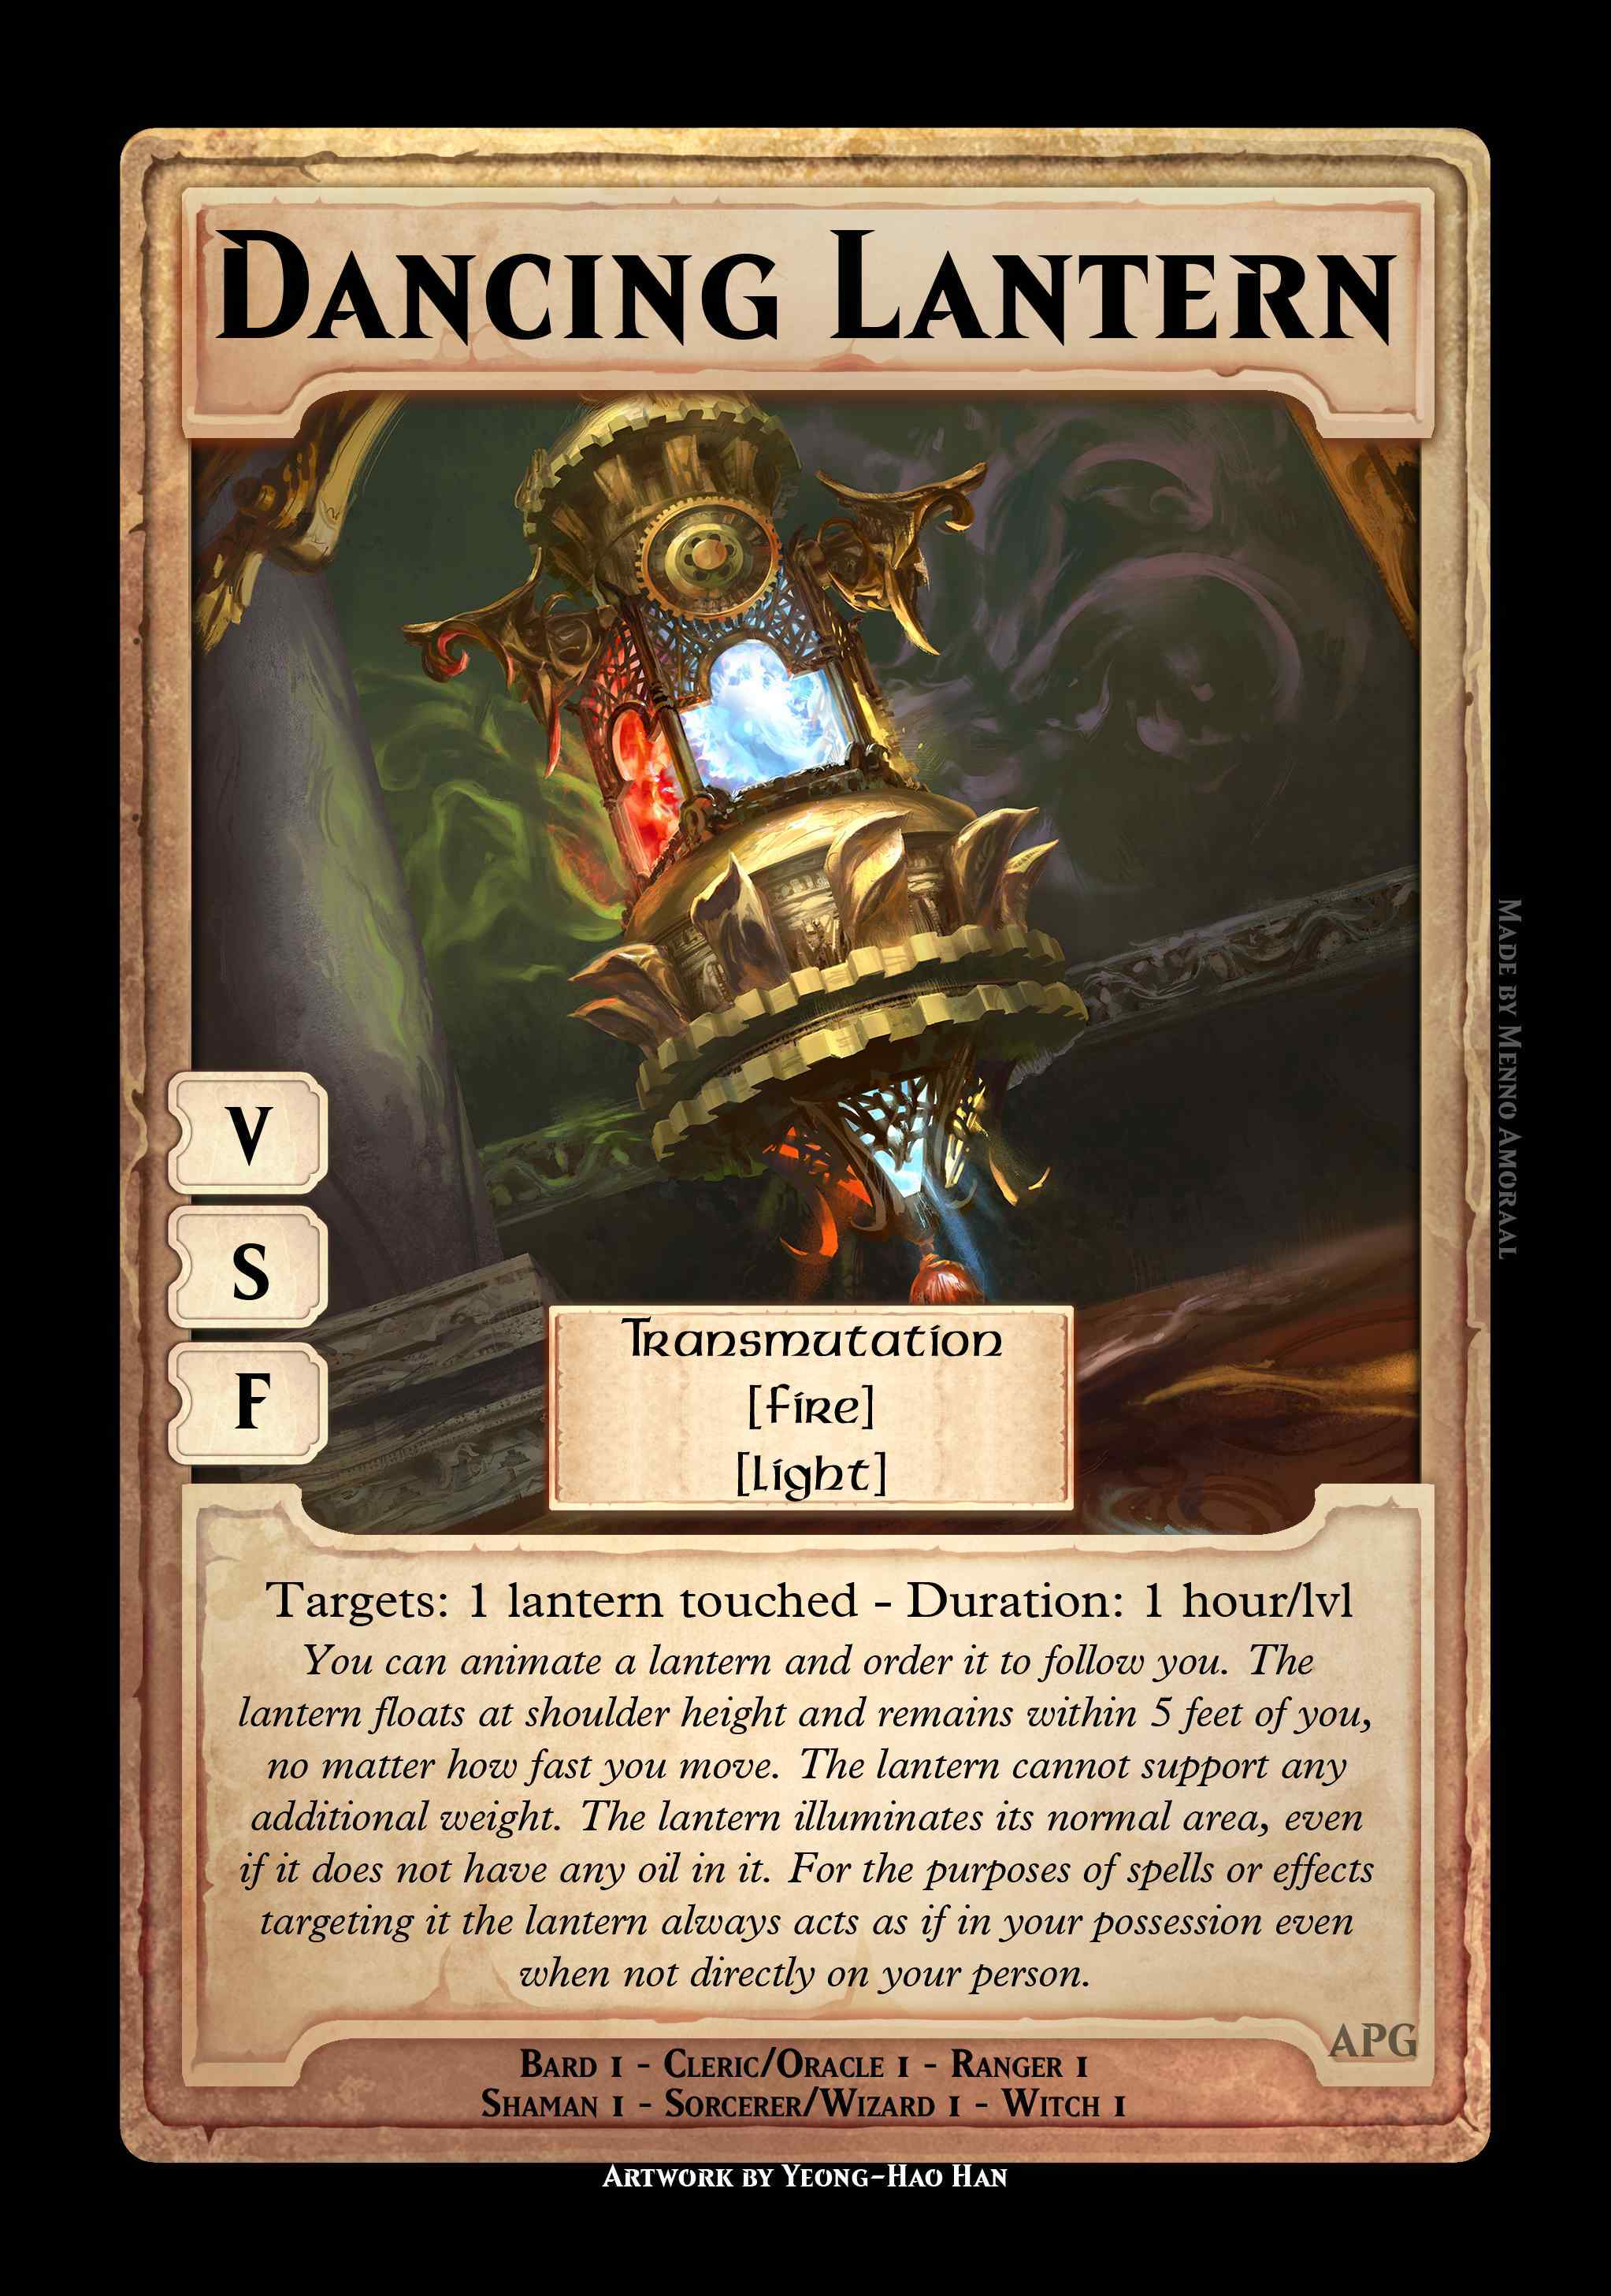 Dancing Lantern
V
S
F
Transmutation
[Fire]
[Light]
Targets: 1 lantern touched - Duration: 1 hour/lvl
You can animate a lantern and order it to follow you. The
lantern floats at shoulder height and remains within 5 feet of you,
no matter how fast you move. The lantern cannot support any
additional weight. The lantern illuminates its normal area, even
if it does not have any oil in it. For the purposes of spells or effects
targeting it the lantern always acts as if in your possession even
when not directly on your person.
APG
Bard 1 - Cleric/Oracle 1 - Ranger 1
Shaman 1 - Sorcerer/Wizard 1 - Witch 1
Artwork by Yeong-Hao Han
Made by Menno Amoraal